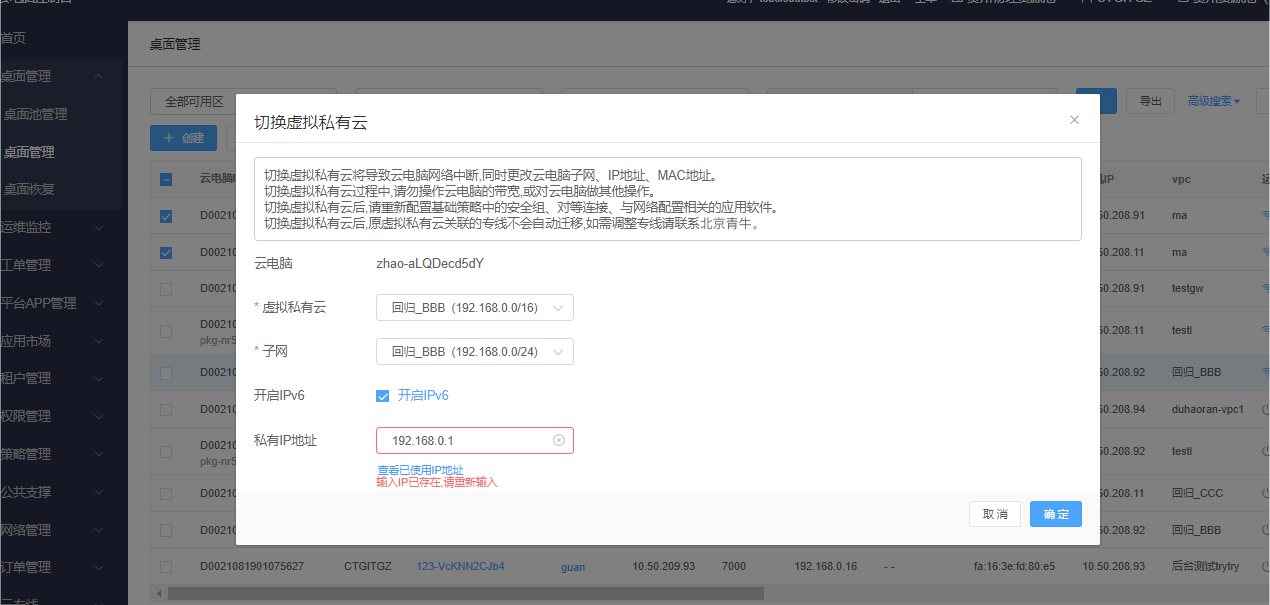 首页
桌面管理
桌面池管理
桌面管理
桌面恢复
运维监控
工单管理
平台APP管理
应用市场
租户管理
权限管理
策略管理
公共支撑
网络管理
订单管理
桌面管理
全部可用区
导出
高级搜索
创建
切换虚拟私有云
切换虚拟私有云将导致云电脑网络中断,同时更改云电脑子网、IP地址、MAC地址。
切换虚拟私有云过程中,请勿操作云电脑的带宽,或对云电脑做其他操作。
切换虚拟私有云后,请重新配置基础策略中的安全组、对等连接、与网络配置相关的应用软件。
切换虚拟私有云后,原虚拟私有云关联的专线不会自动迁移,如需调整专线请联系北京青牛。
云电脑 zhao-aLQDecd5dY
* 虚拟私有云 回归_BBB（192.168.0.0/16）
* 子网 回归_BBB（192.168.0.0/24）
开启IPv6 开启IPv6
私有IP地址 192.168.0.1
查看已使用IP地址
输入IP已存在,请重新输入
取消 确定
云电脑 IP vpc
D00210 50.208.91 ma
D00210 50.208.11 ma
D00210 50.208.91 testgw
D00210 50.208.11 testl
pkg-nr5
D00210 50.208.92 回归_BBB
D00210 50.208.94 duhaoran-vpc1
D00210 50.208.92 testl
pkg-nr5
D00210 50.208.11 回归_CCC
D00210 50.208.92 回归_BBB
D0021081901075627 CTGITGZ 123-VcKNN2CJb4 guan 10.50.209.93 7000 192.168.0.16 - - fa:16:3e:fd:80:e5 10.50.208.93 后台测试trytry